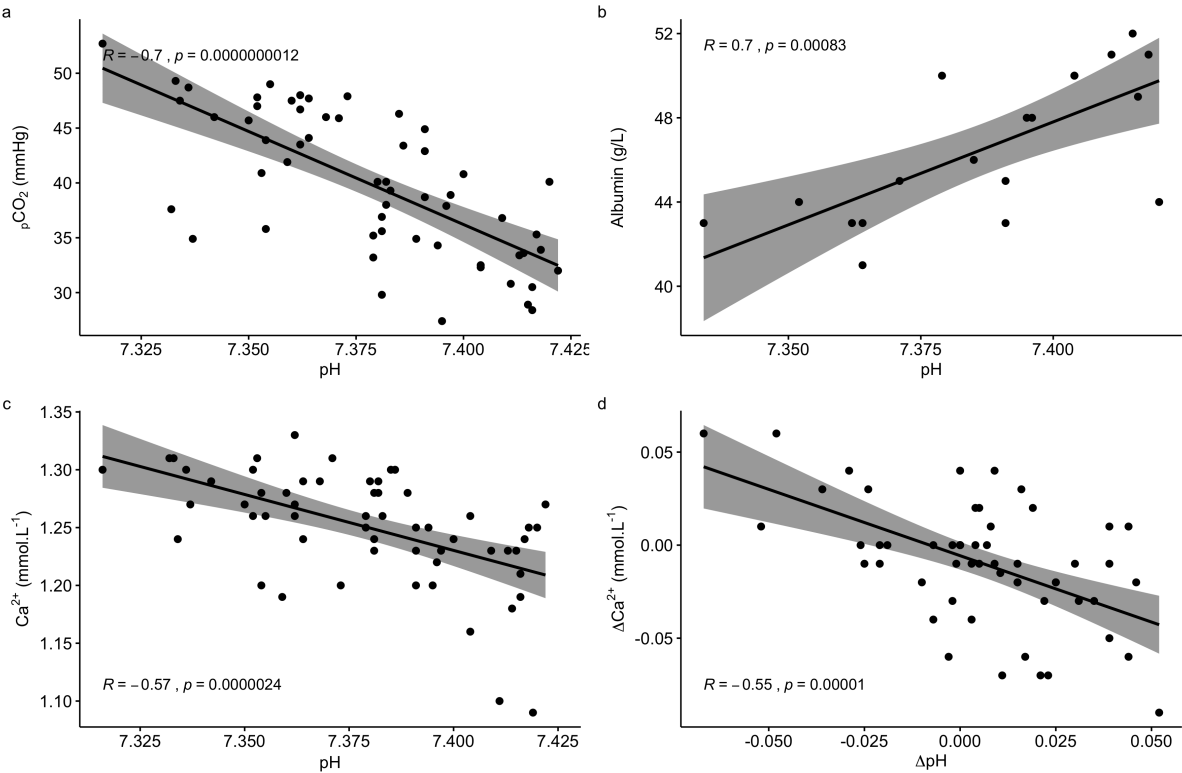 a
R = −0.7 , p = 0.0000000012
50
45
40
35
30
pCO2 (mmHg)
7.325 7.350 7.375 7.400 7.425
pH
b
R = 0.7 , p = 0.00083
52
48
44
40
Albumin (g/L)
7.350 7.375 7.400
pH
c
1.35
1.30
1.25
1.20
1.15
1.10
Ca2+ (mmol.L−1)
R = −0.57 , p = 0.0000024
7.325 7.350 7.375 7.400 7.425
pH
d
0.05
0.00
-0.05
ΔCa2+ (mmol.L−1)
R = −0.55 , p = 0.00001
-0.050 -0.025 0.000 0.025 0.050
ΔpH